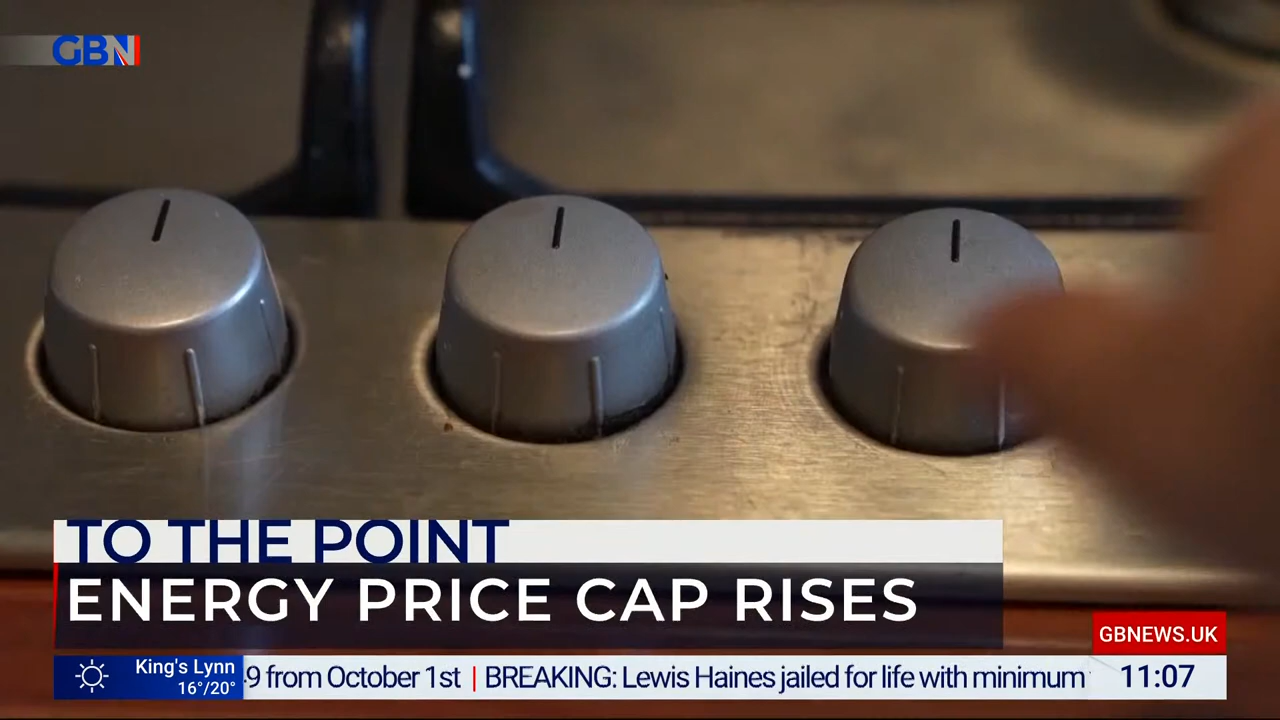 GBN
TO THE POINT
ENERGY PRICE CAP RISES
GBNEWS.UK
King's Lynn
16°/20°
9 from October 1st | BREAKING: Lewis Haines jailed for life with minimum
11:07